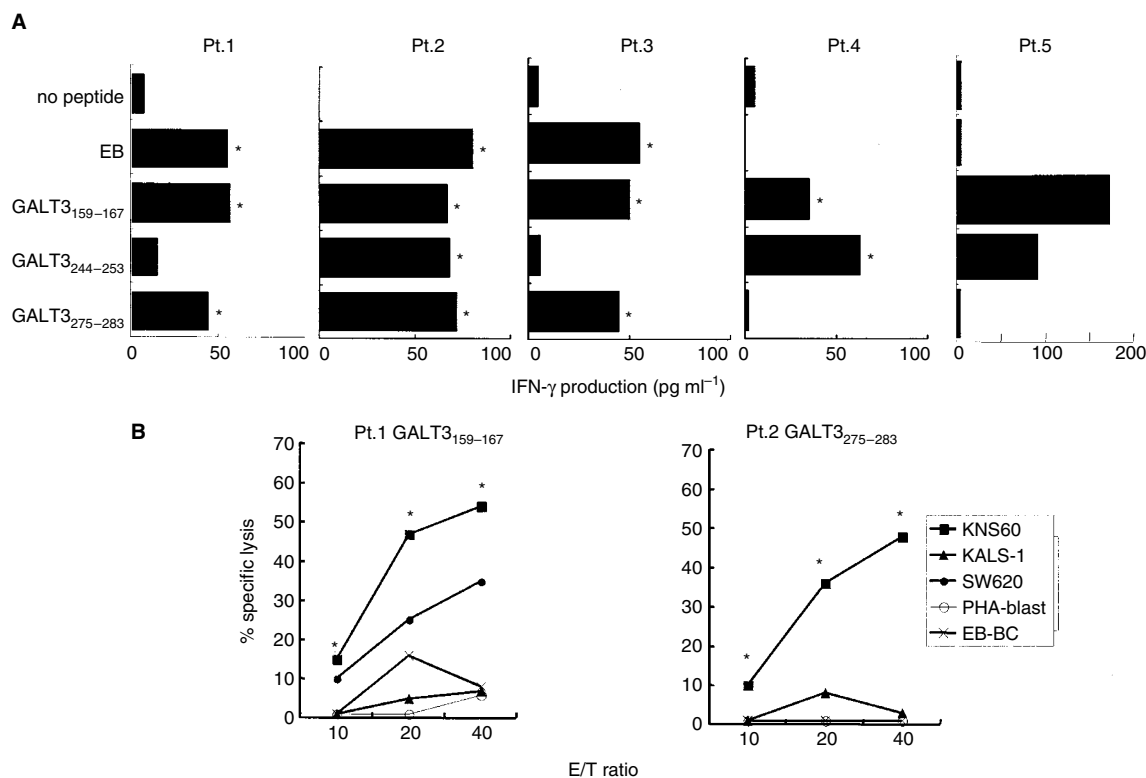 A
Pt.1 Pt.2 Pt.3 Pt.4 Pt.5
no peptide
EB * * *
GALT3159–167 * * * *
GALT3244–253 * *
GALT3275–283 * * *
0 50 100 0 50 100 0 50 100 0 50 100 0 100 200
IFN-γ production (pg ml−1)
B
Pt.1 GALT3159–167 Pt.2 GALT3275–283
% specific lysis
70 70
60 60
50 50
40 40
30 30
20 20
10 10
0 0
* * * * * *
10 20 40 10 20 40
E/T ratio
KNS60
KALS-1
SW620
PHA-blast
EB-BC